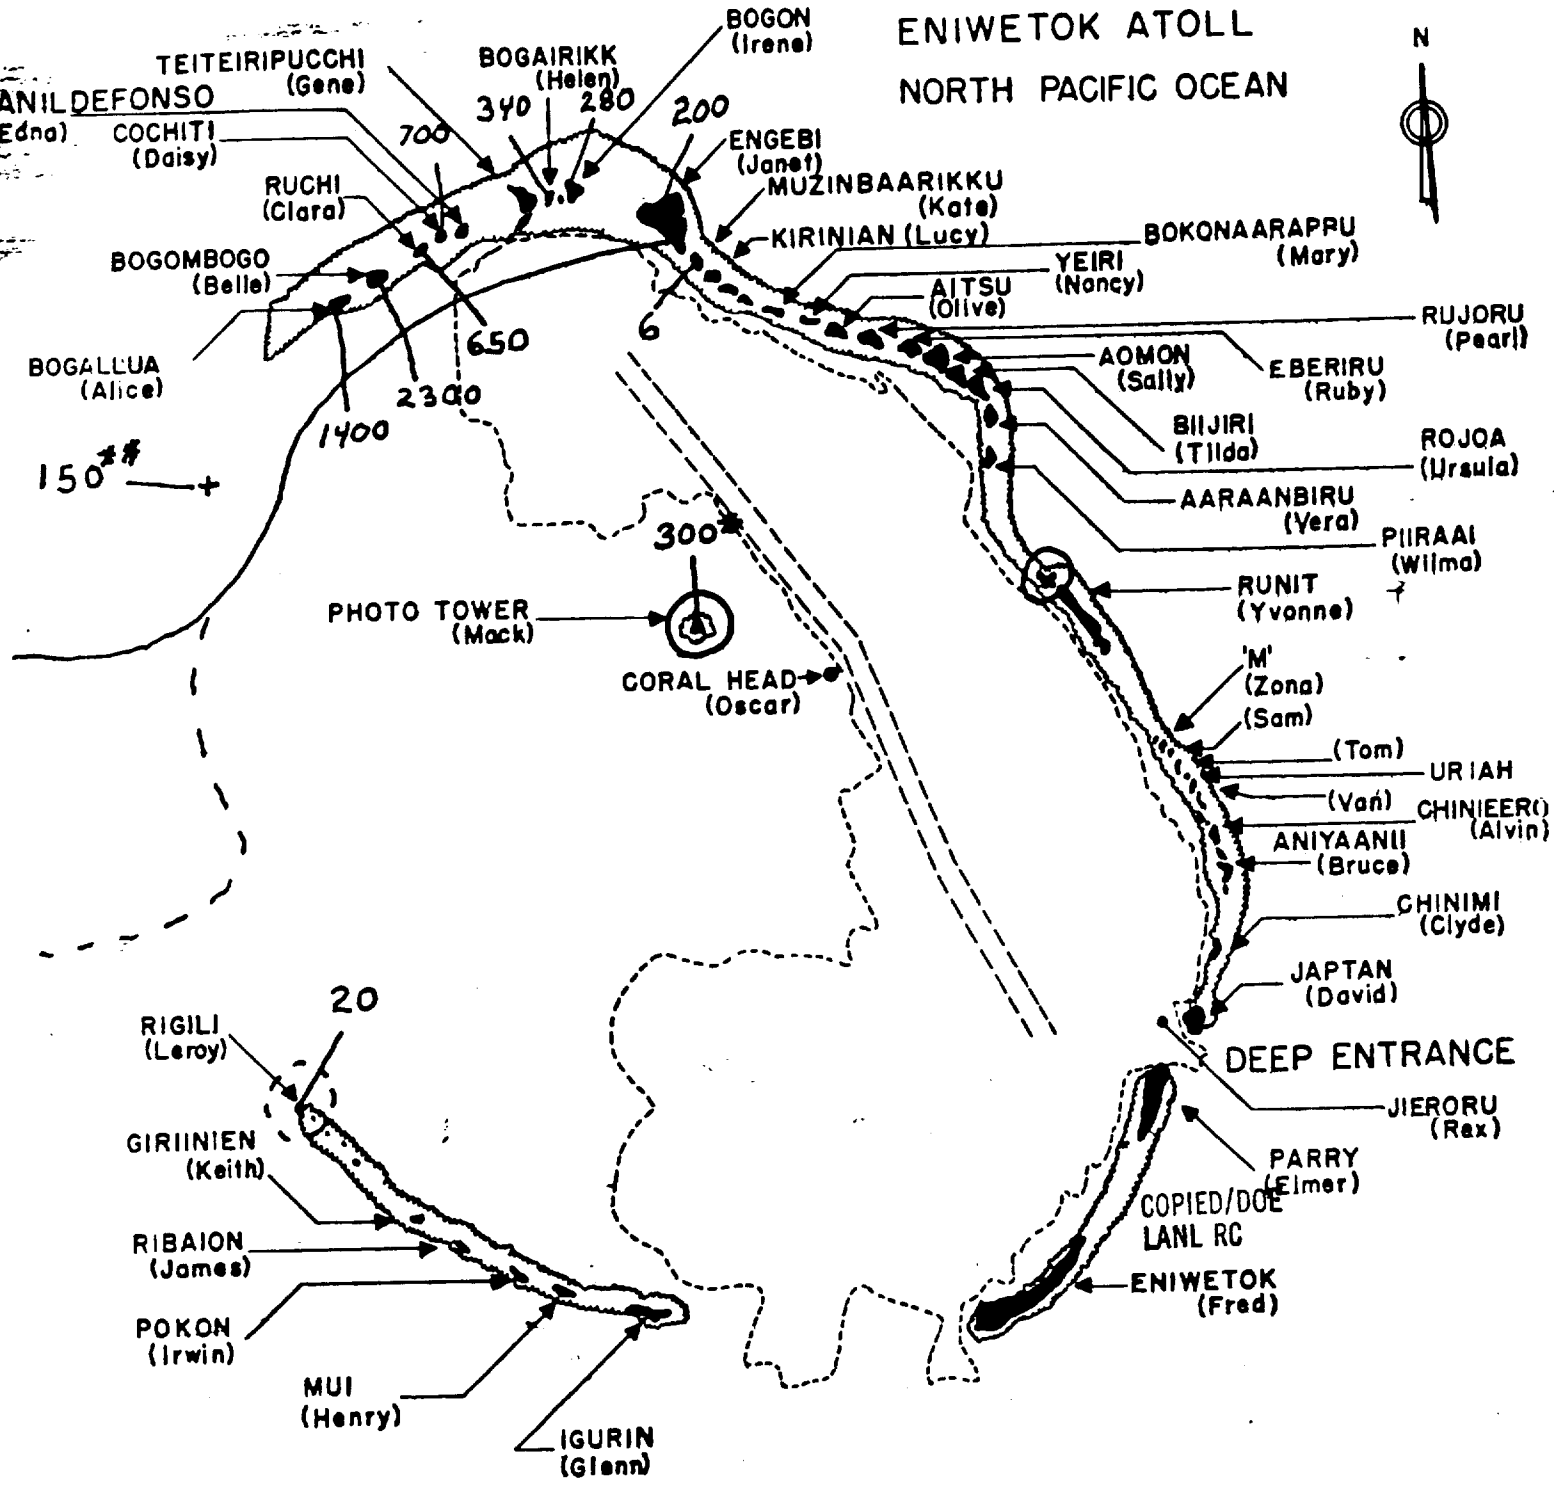 ENIWETOK ATOLL
NORTH PACIFIC OCEAN
N
BOGON
(Irene)
TEITEIRIPUCCHI
(Gene)
BOGAIRIKK
(Helen)
ANILDEFONSO
Edna)
COCHITI
(Daisy)
700
340
280
200
ENGEBI
(Janet)
RUCHI
(Clara)
MUZINBAARIKKU
(Kate)
KIRINIAN (Lucy)
BOKONAARAPPU
(Mary)
BOGOMBOGO
(Belle)
YEIRI
(Nancy)
AITSU
(Olive)
RUJORU
(Pearl)
650
6
BOGALLUA
(Alice)
2300
1400
AOMON
(Sally)
EBERIRU
(Ruby)
BIIJIRI
(Tilda)
ROJOA
(Ursula)
150**
AARAANBIRU
(Vera)
300
PIIRAAI
(Wilma)
RUNIT
(Yvonne)
PHOTO TOWER
(Mack)
CORAL HEAD
(Oscar)
'M'
(Zona)
(Sam)
(Tom)
URIAH
(Van)
CHINIEERO
(Alvin)
ANIYAANII
(Bruce)
CHINIMI
(Clyde)
JAPTAN
(David)
20
RIGILI
(Leroy)
DEEP ENTRANCE
JIERORU
(Rex)
GIRIINIEN
(Keith)
PARRY
(Elmer)
COPIED/DOE
LANL RC
RIBAION
(James)
ENIWETOK
(Fred)
POKON
(Irwin)
MUI
(Henry)
IGURIN
(Glenn)